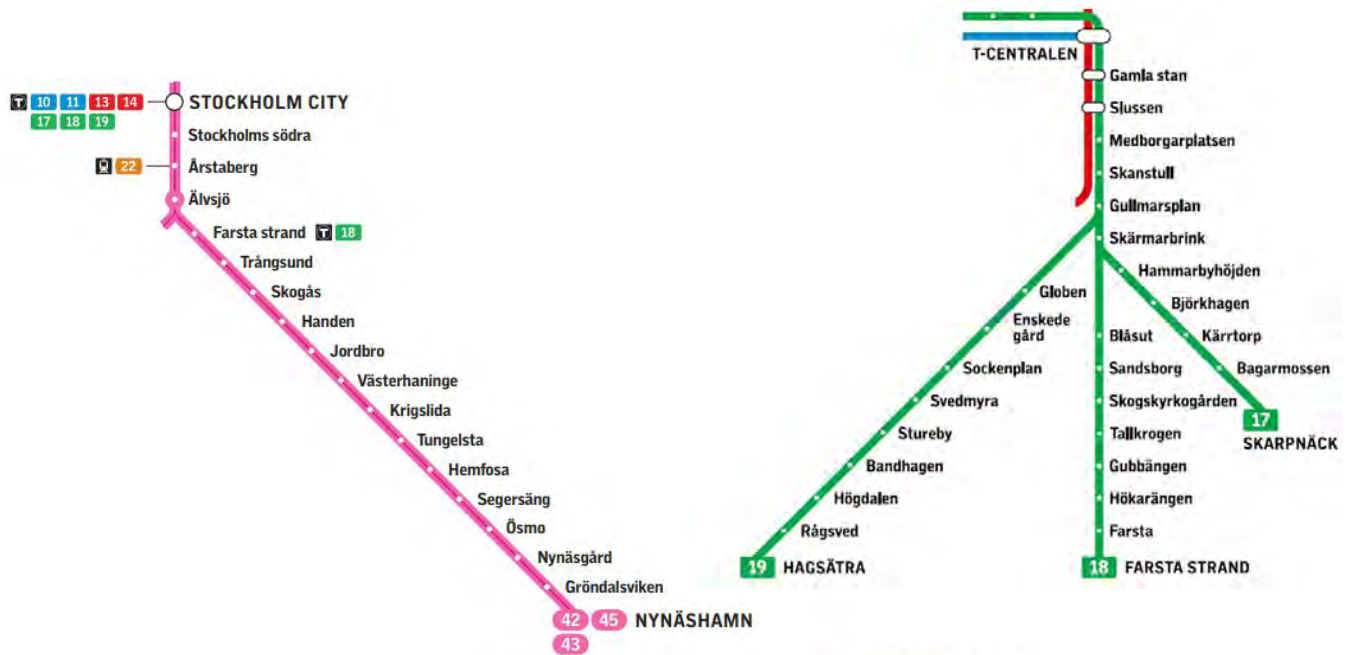 T 10 11 13 14
17 18 19
STOCKHOLM CITY
Stockholms södra
22
Årstaberg
Älvsjö
Farsta strand T 18
Trångsund
Skogås
Handen
Jordbro
Västerhaninge
Krigslida
Tungelsta
Hemfosa
Segersäng
Ösmo
Nynäsgård
Gröndalsviken
42 45 NYNÄSHAMN
43
T-CENTRALEN
Gamla stan
Slussen
Medborgarplatsen
Skanstull
Gullmarsplan
Skärmarbrink
Globen
Enskede
gård
Sockenplan
Svedmyra
Stureby
Bandhagen
Högdalen
Rågsved
19 HAGSÄTRA
Blåsut
Sandsborg
Skogskyrkogården
Tallkrogen
Gubbängen
Hökarängen
Farsta
18 FARSTA STRAND
Hammarbyhöjden
Björkhagen
Kärrtorp
Bagarmossen
17
SKARPNÄCK